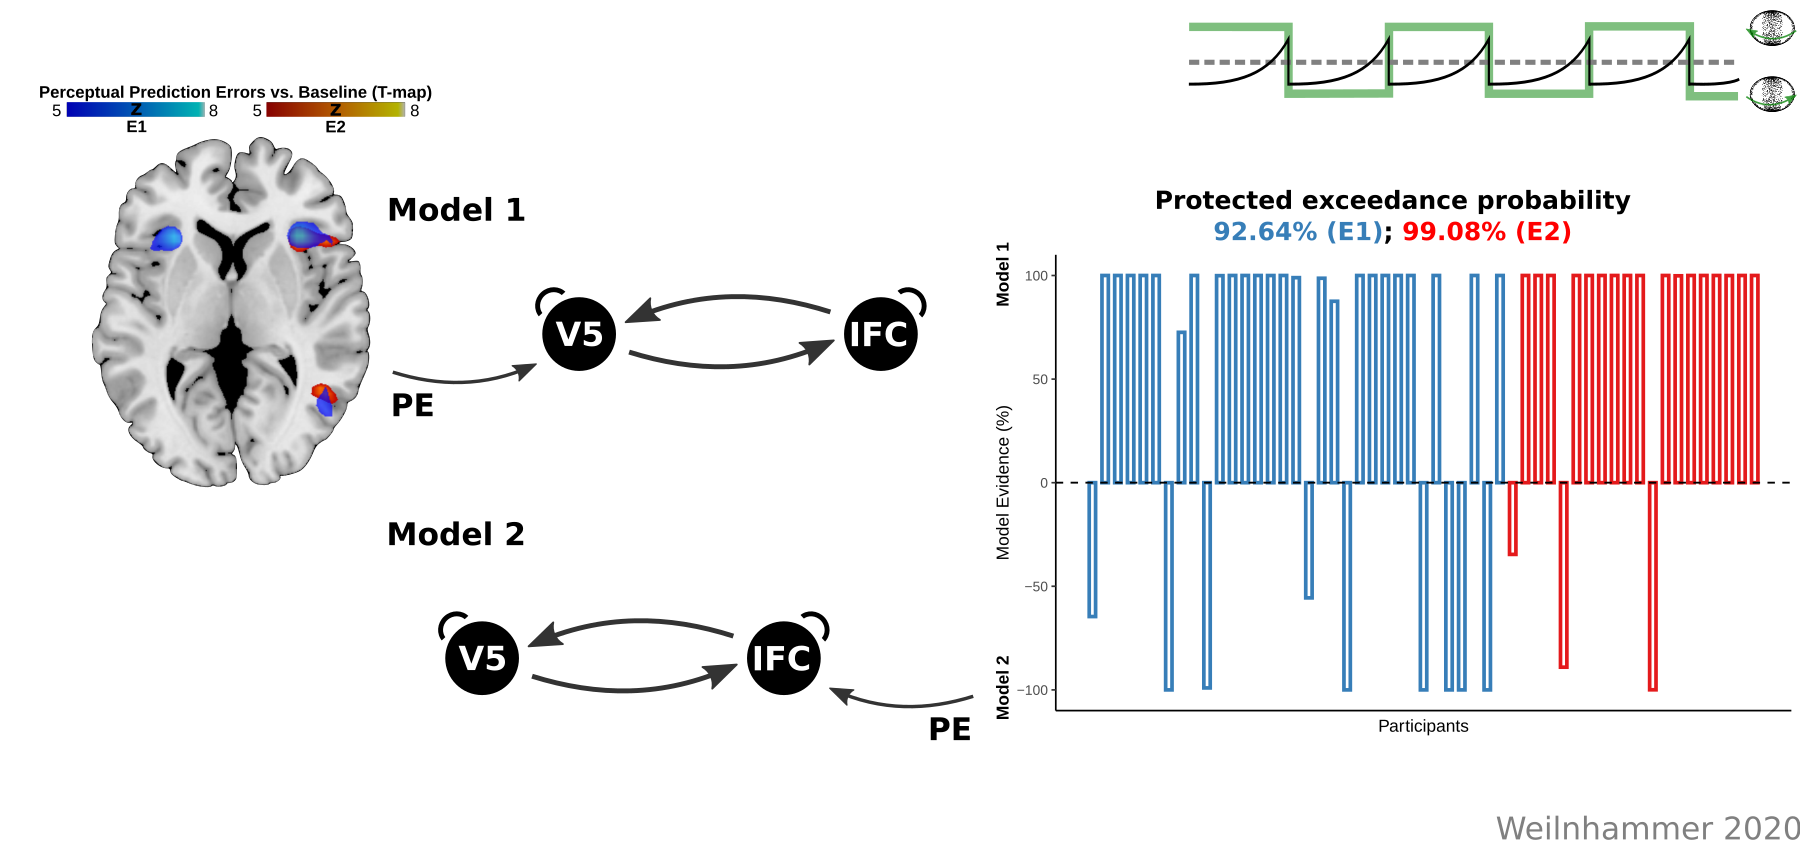 Perceptual Prediction Errors vs. Baseline (T-map)
5 Z 8 5 Z 8
E1 E2
Model 1
V5 IFC
PE
Model 2
V5 IFC
PE
Protected exceedance probability
92.64% (E1); 99.08% (E2)
Model 1
Model Evidence (%)
Model 2
100
50
0
−50
−100
Participants
Weilnhammer 2020